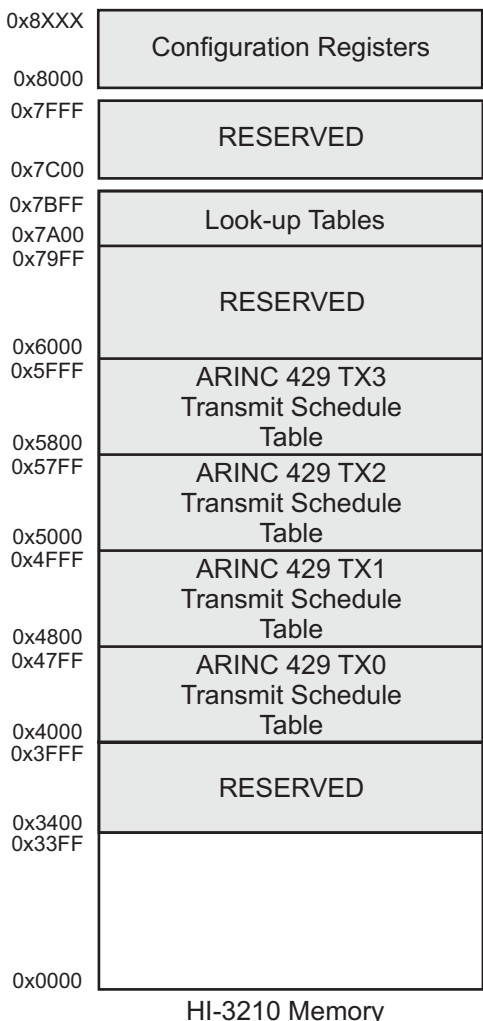 0x8XXX
Configuration Registers
0x8000
0x7FFF
RESERVED
0x7C00
0x7BFF
Look-up Tables
0x7A00
0x79FF
RESERVED
0x6000
0x5FFF
ARINC 429 TX3
Transmit Schedule
Table
0x5800
0x57FF
ARINC 429 TX2
Transmit Schedule
Table
0x5000
0x4FFF
ARINC 429 TX1
Transmit Schedule
Table
0x4800
0x47FF
ARINC 429 TX0
Transmit Schedule
Table
0x4000
0x3FFF
RESERVED
0x3400
0x33FF
0x0000
HI-3210 Memory